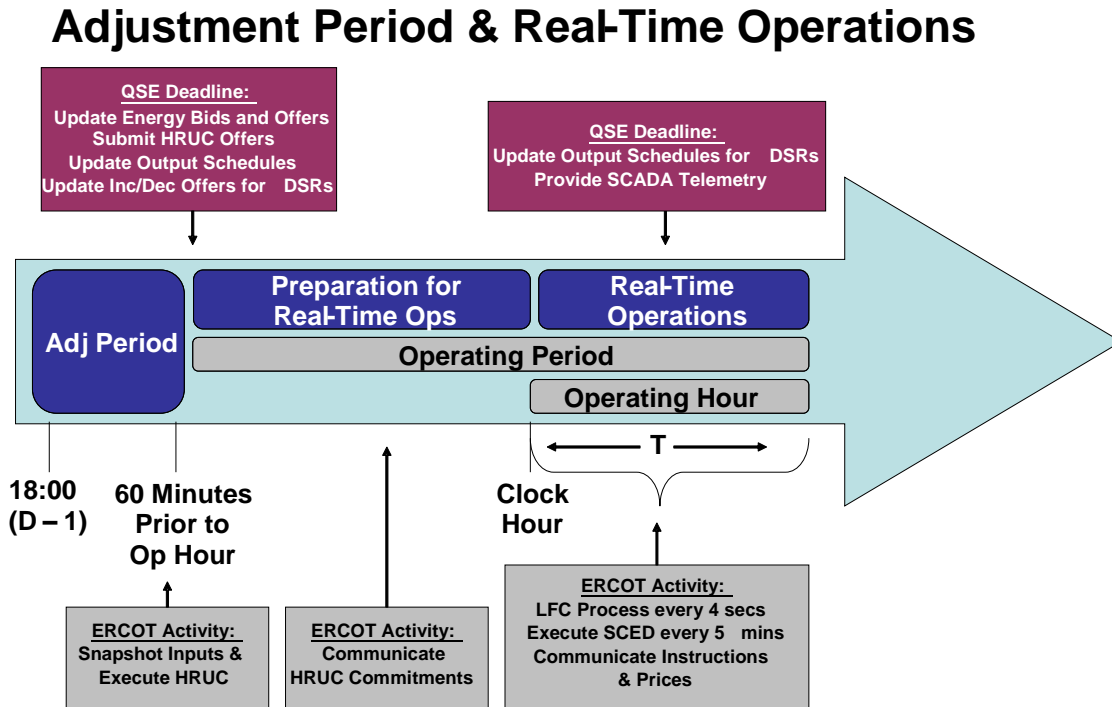 Adjustment Period & Real-Time Operations
QSE Deadline:
Update Energy Bids and Offers
Submit HRUC Offers
Update Output Schedules
Update Inc/Dec Offers for DSRs
QSE Deadline:
Update Output Schedules for DSRs
Provide SCADA Telemetry
Adj Period
Preparation for
Real-Time Ops
Real-Time
Operations
Operating Period
Operating Hour
T
18:00
(D – 1)
60 Minutes
Prior to
Op Hour
Clock
Hour
ERCOT Activity:
Snapshot Inputs &
Execute HRUC
ERCOT Activity:
Communicate
HRUC Commitments
ERCOT Activity:
LFC Process every 4 secs
Execute SCED every 5 mins
Communicate Instructions
& Prices